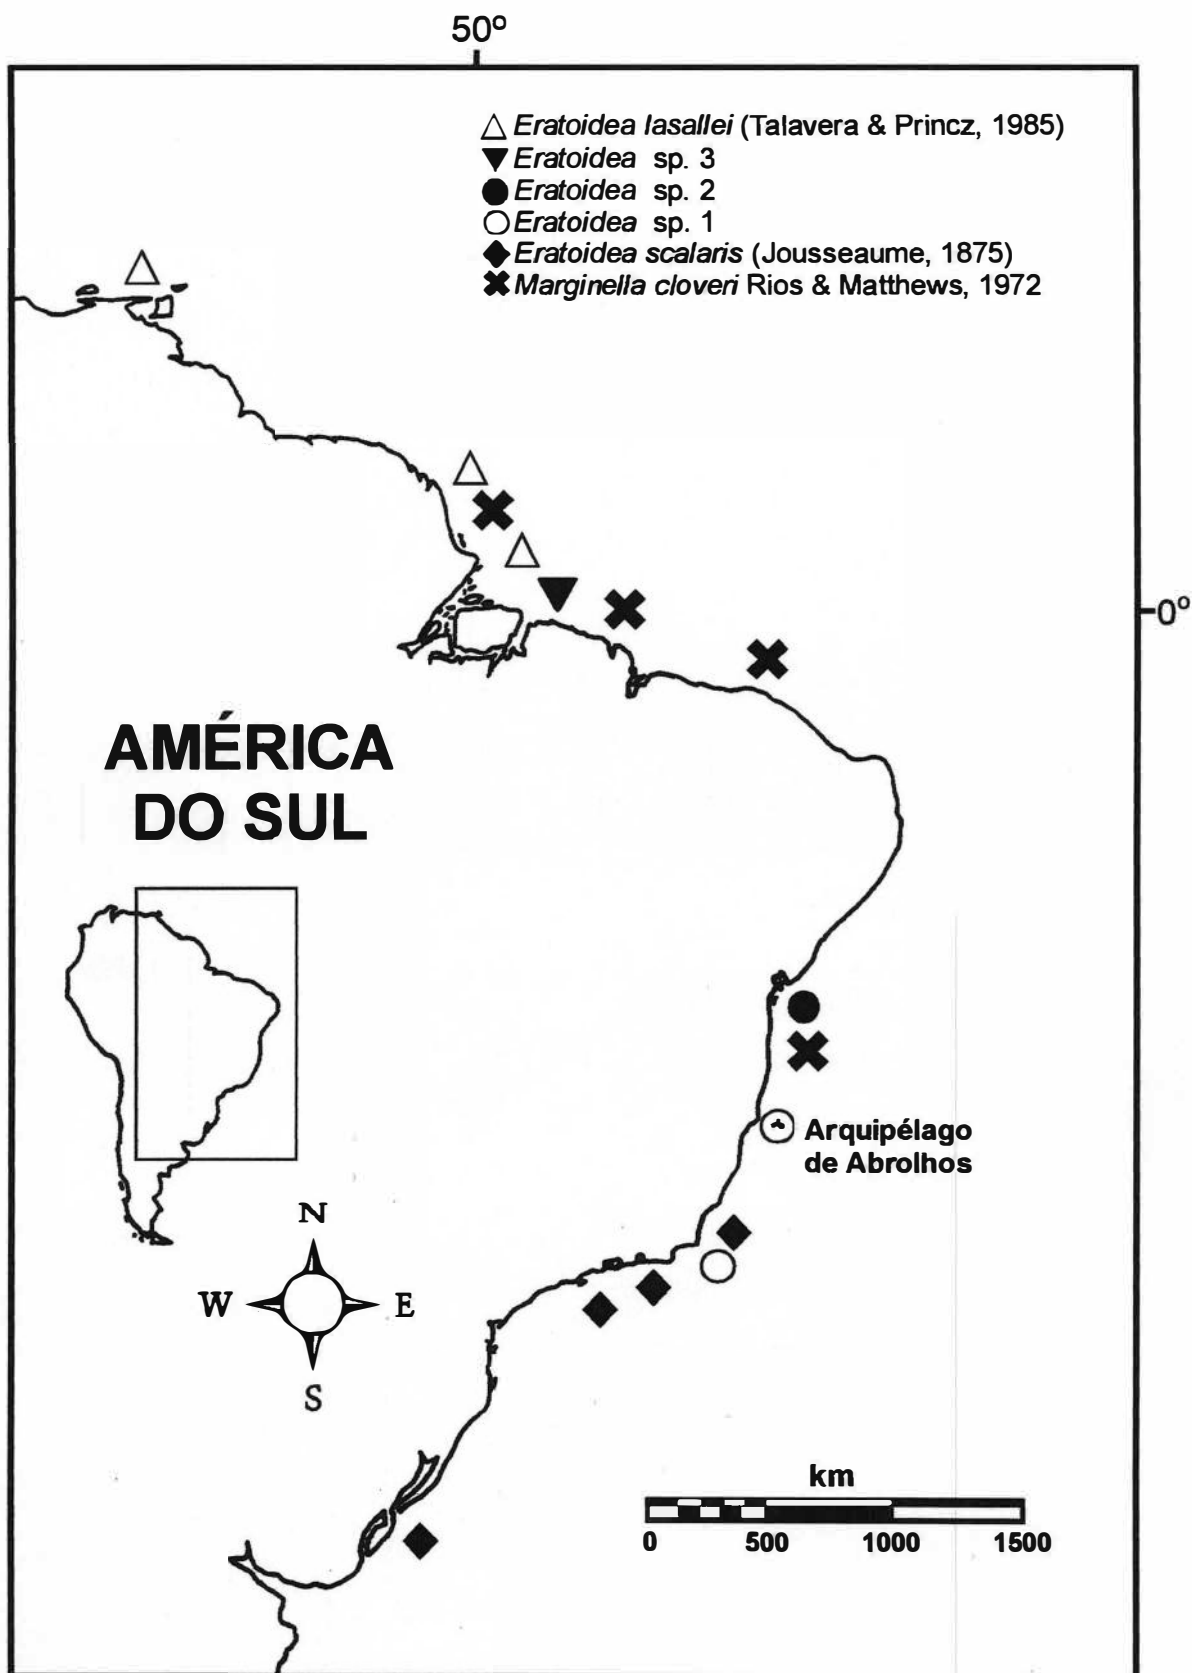 50º
Eratoidea lasallei (Talavera & Princz, 1985)
Eratoidea sp. 3
Eratoidea sp. 2
Eratoidea sp. 1
Eratoidea scalaris (Jousseaume, 1875)
Marginella cloveri Rios & Matthews, 1972
0º
AMÉRICA
DO SUL
Arquipélago
de Abrolhos
N
W E
S
km
0 500 1000 1500